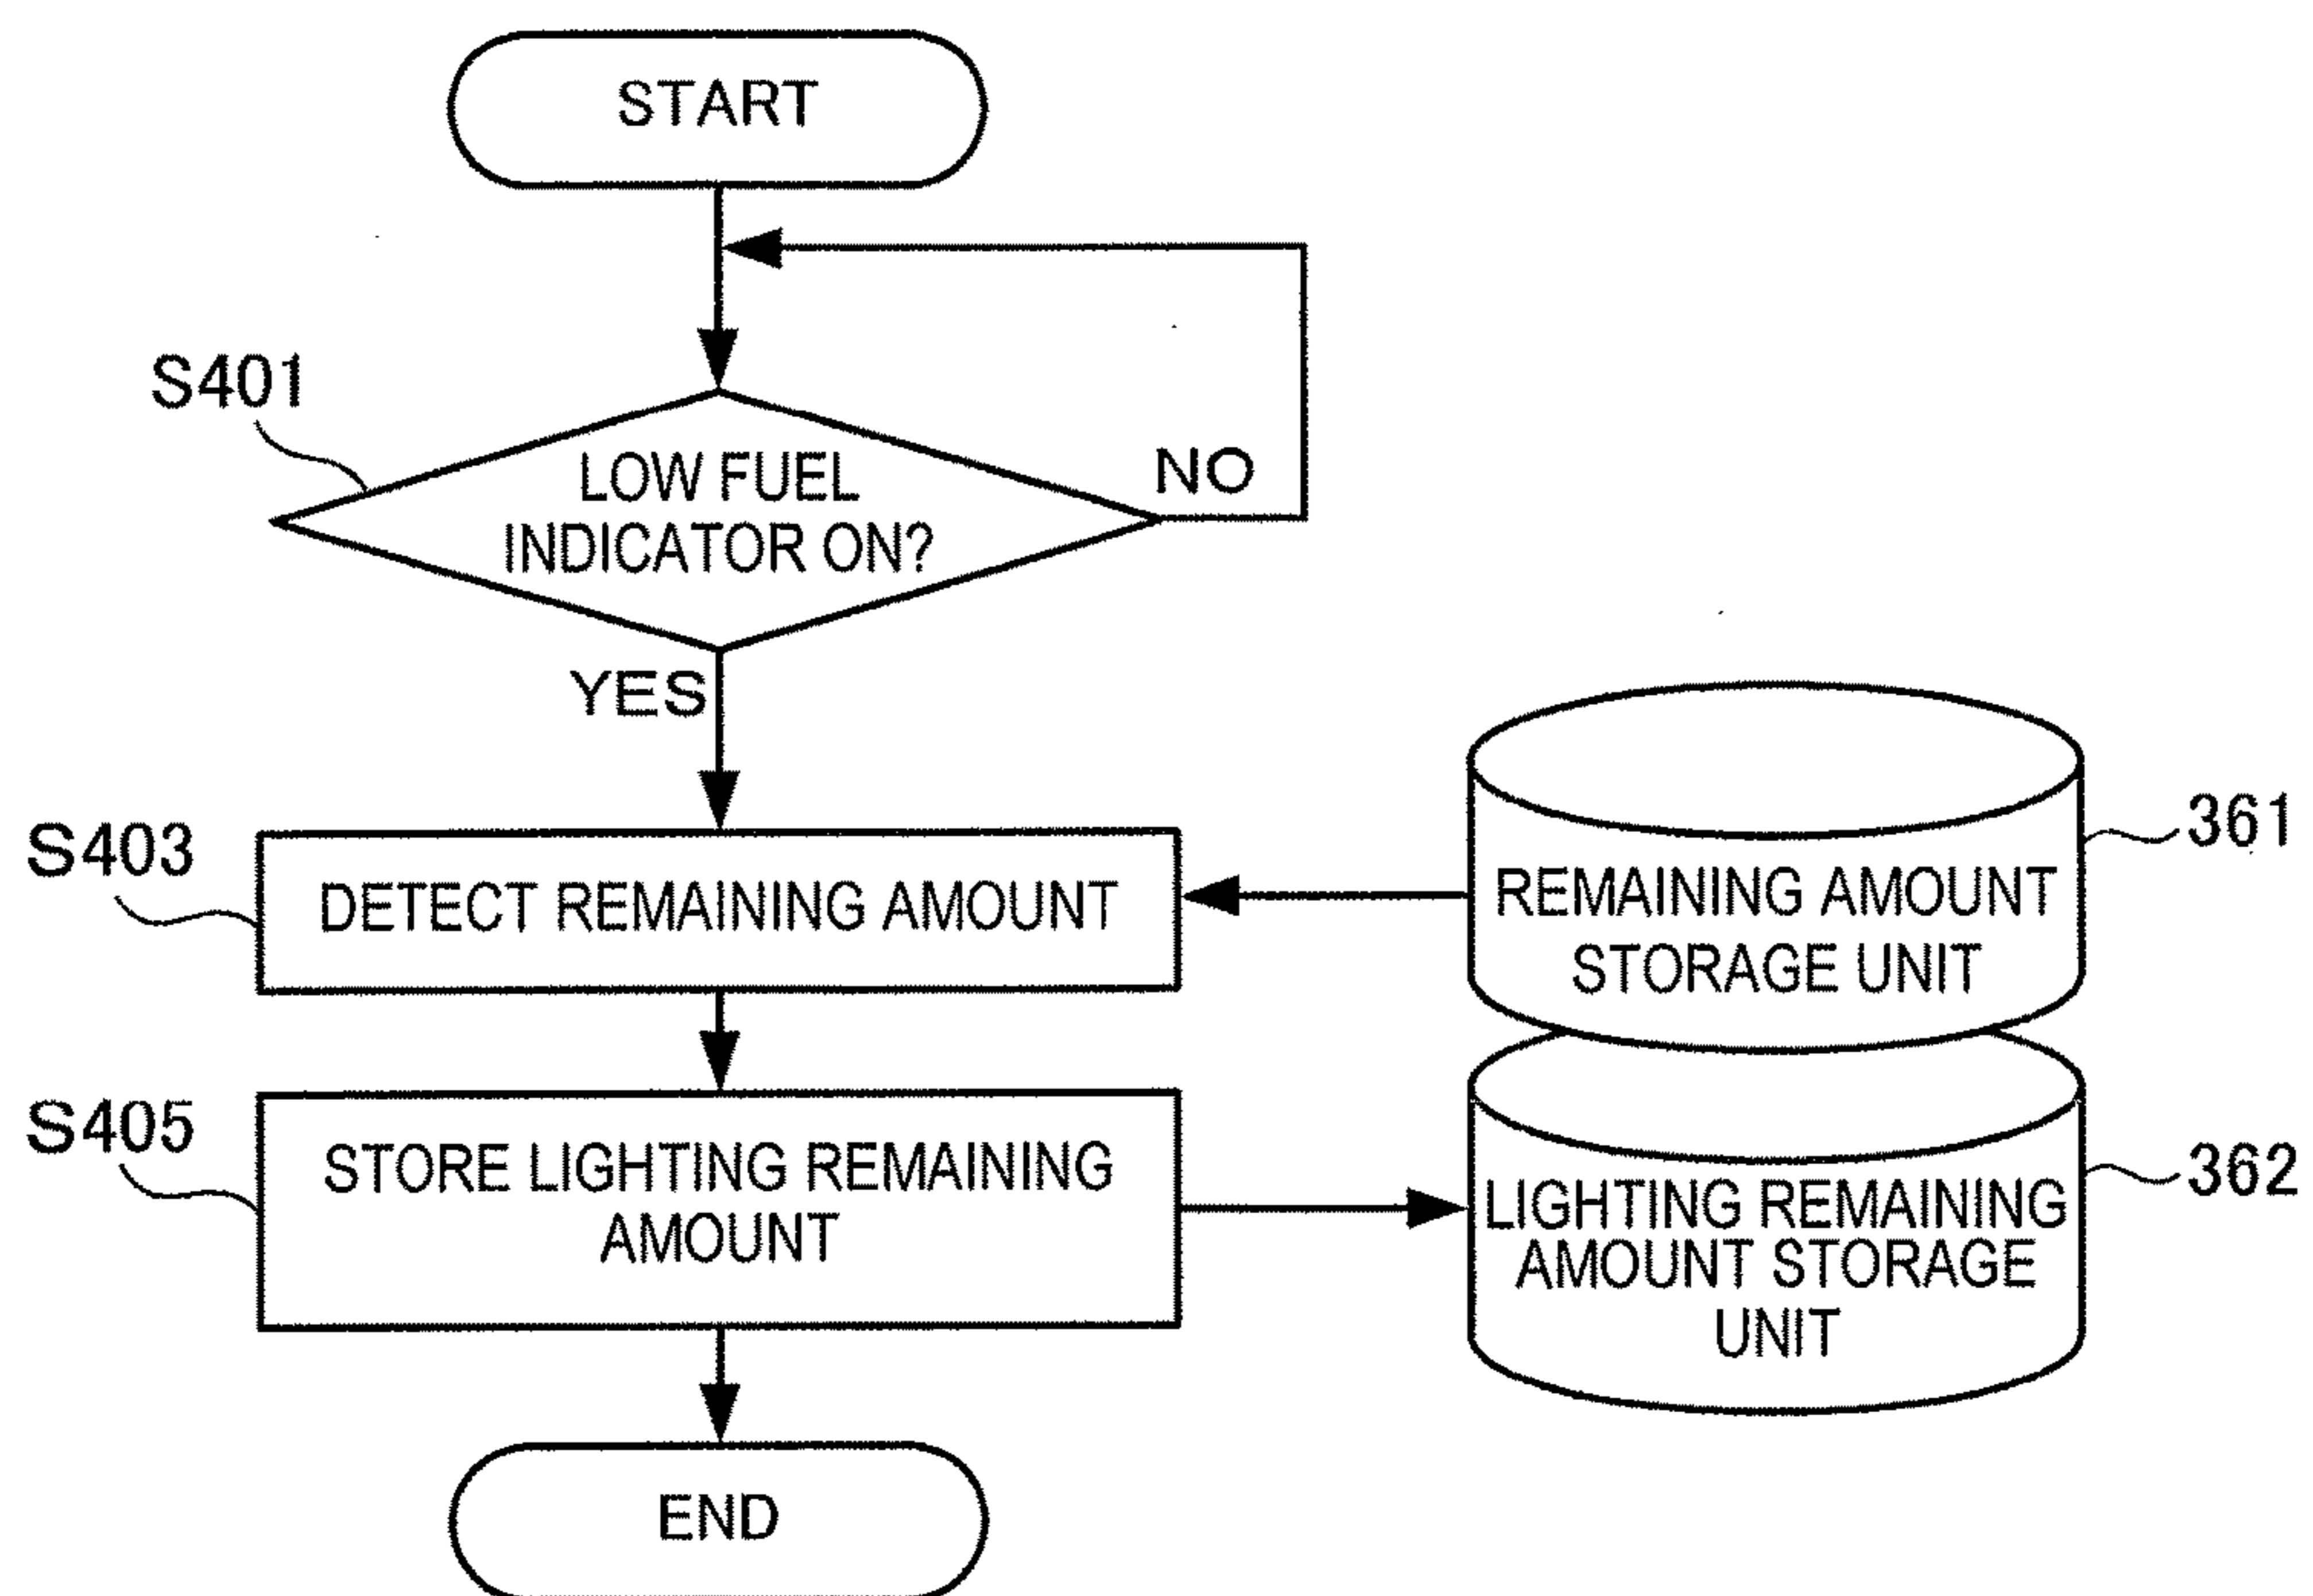 START
S401
LOW FUEL
INDICATOR ON?
NO
YES
S403
DETECT REMAINING AMOUNT
REMAINING AMOUNT
STORAGE UNIT
361
S405
STORE LIGHTING REMAINING
AMOUNT
LIGHTING REMAINING
AMOUNT STORAGE
UNIT
362
END